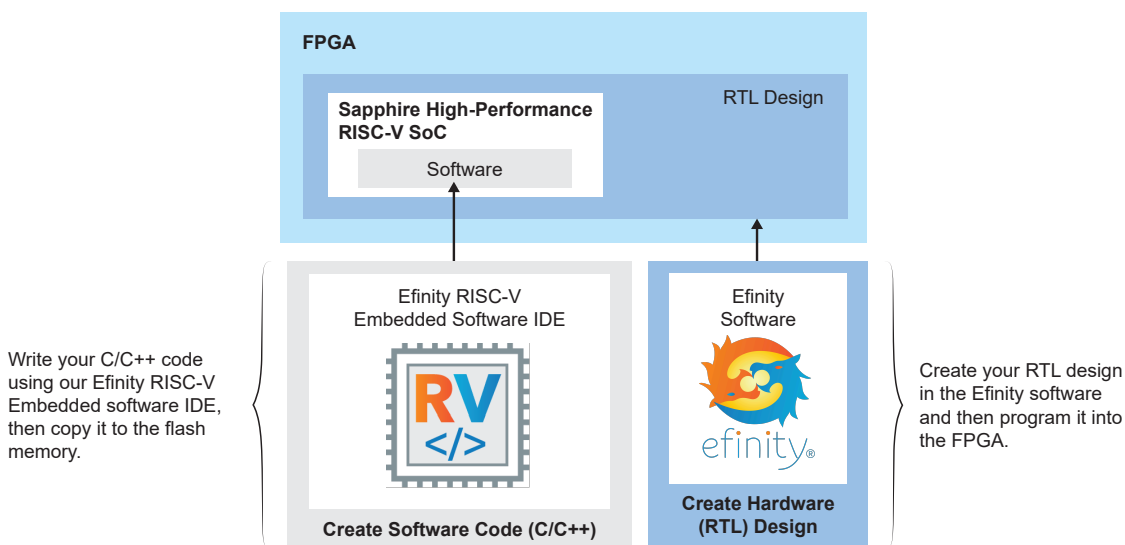 FPGA
RTL Design
Sapphire High-Performance
RISC-V SoC
Software
Efinity RISC-V
Embedded Software IDE
RV
</>
Create Software Code (C/C++)
Efinity
Software
efinity®
Create Hardware
(RTL) Design
Write your C/C++ code
using our Efinity RISC-V
Embedded software IDE,
then copy it to the flash
memory.
Create your RTL design
in the Efinity software
and then program it into
the FPGA.